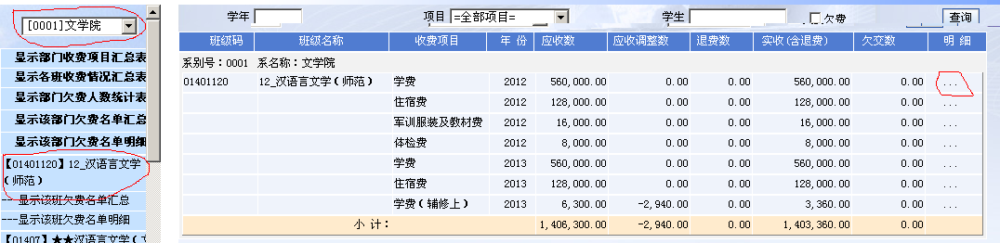 [0001]文学院
显示部门收费项目汇总表
显示各班收费情况汇总表
显示部门欠费人数统计表
显示该部门欠费名单汇总
显示该部门欠费名单明细
【01401120】12_汉语言文学
(师范)
---显示该班欠费名单汇总
---显示该班欠费名单明细
【01407】★★汉语言文学(
学年 项目 =全部项目= 学生 欠费 查询
班级码 班级名称 收费项目 年 份 应收数 应收调整数 退费数 实收(含退费) 欠交数 明 细
系别号：0001 系名称：文学院
01401120 12_汉语言文学(师范) 学费 2012 560,000.00 0.00 0.00 560,000.00 0.00 ...
住宿费 2012 128,000.00 0.00 0.00 128,000.00 0.00 ...
军训服装及教材费 2012 16,000.00 0.00 0.00 16,000.00 0.00 ...
体检费 2012 8,000.00 0.00 0.00 8,000.00 0.00 ...
学费 2013 560,000.00 0.00 0.00 560,000.00 0.00 ...
住宿费 2013 128,000.00 0.00 0.00 128,000.00 0.00 ...
学费(辅修上) 2013 6,300.00 -2,940.00 0.00 3,360.00 0.00 ...
小 计： 1,406,300.00 -2,940.00 0.00 1,403,360.00 0.00